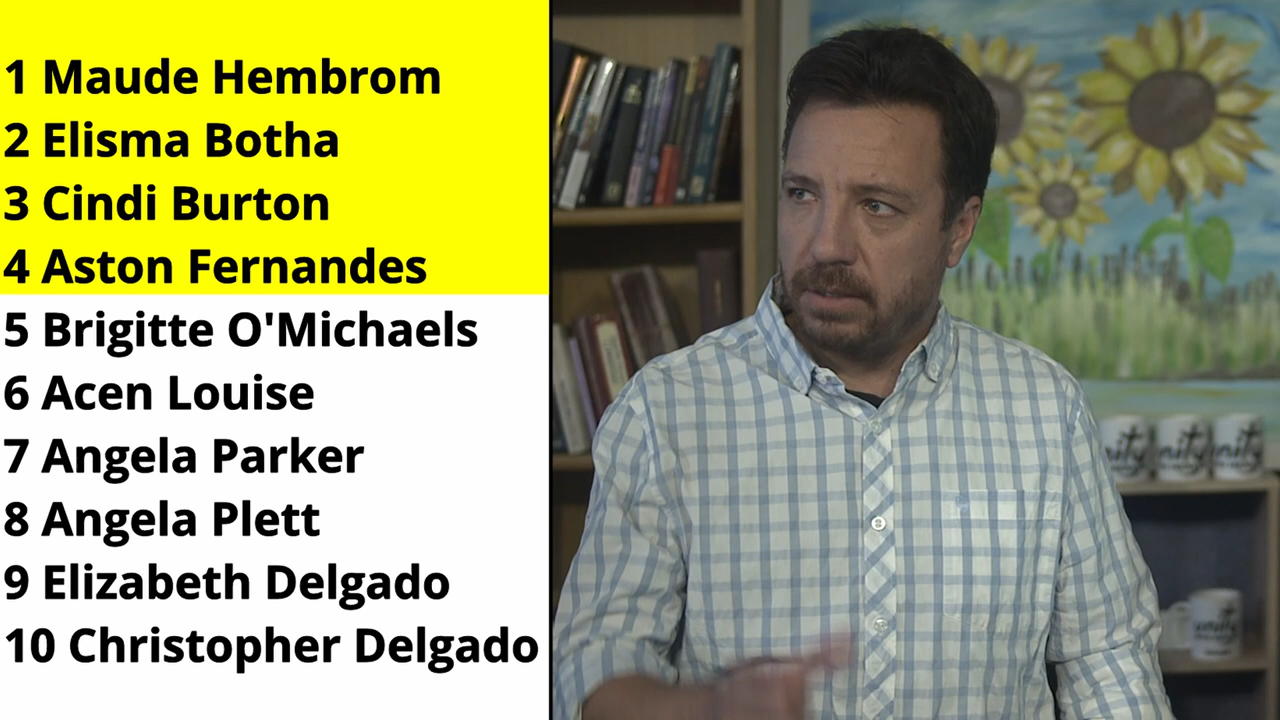 1 Maude Hembrom
2 Elisma Botha
3 Cindi Burton
4 Aston Fernandes
5 Brigitte O'Michaels
6 Acen Louise
7 Angela Parker
8 Angela Plett
9 Elizabeth Delgado
10 Christopher Delgado
unity